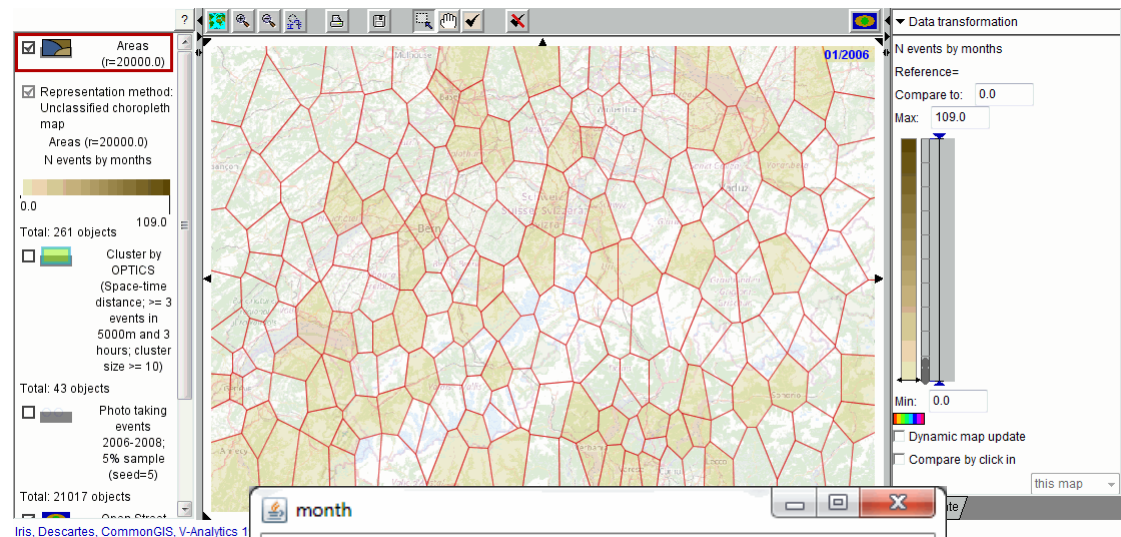 ?
Areas
(r=20000.0)
Representation method:
Unclassified choropleth
map
Areas (r=20000.0)
N events by months
0.0
109.0
Total: 261 objects
Cluster by
OPTICS
(Space-time
distance; >= 3
events in
5000m and 3
hours; cluster
size >= 10)
Total: 43 objects
Photo taking
events
2006-2008;
5% sample
(seed=5)
Total: 21017 objects
Iris, Descartes, CommonGIS, V-Analytics 1
01/2006
Bern
month
Data transformation
N events by months
Reference=
Compare to: 0.0
Max: 109.0
Min: 0.0
Dynamic map update
Compare by click in
this map